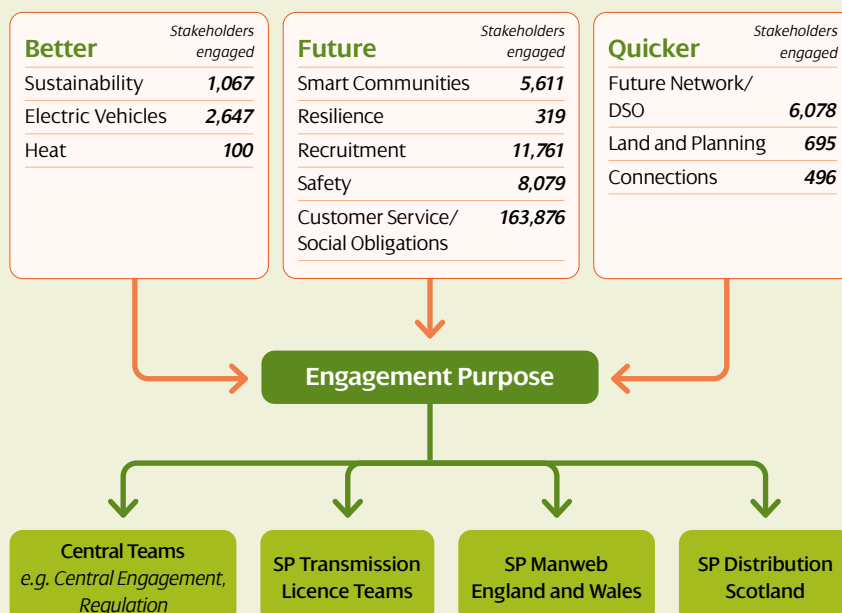 Better
Stakeholders
engaged
Sustainability 1,067
Electric Vehicles 2,647
Heat 100
Future
Stakeholders
engaged
Smart Communities 5,611
Resilience 319
Recruitment 11,761
Safety 8,079
Customer Service/ 163,876
Social Obligations
Quicker
Stakeholders
engaged
Future Network/
DSO 6,078
Land and Planning 695
Connections 496
Engagement Purpose
Central Teams
e.g. Central Engagement,
Regulation
SP Transmission
Licence Teams
SP Manweb
England and Wales
SP Distribution
Scotland